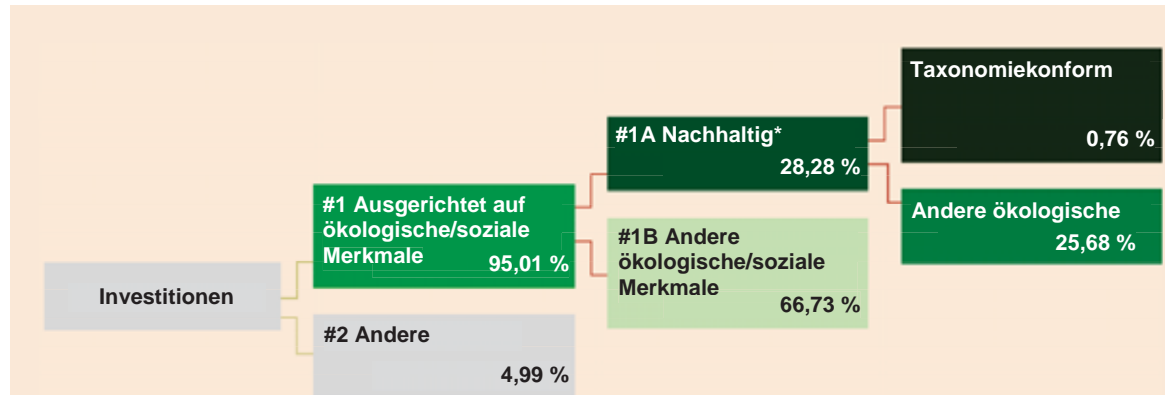 Taxonomiekonform
0,76 %
#1A Nachhaltig*
28,28 %
#1 Ausgerichtet auf
ökologische/soziale
Merkmale 95,01 %
Andere ökologische
25,68 %
#1B Andere
ökologische/soziale
Merkmale
66,73 %
Investitionen
#2 Andere
4,99 %